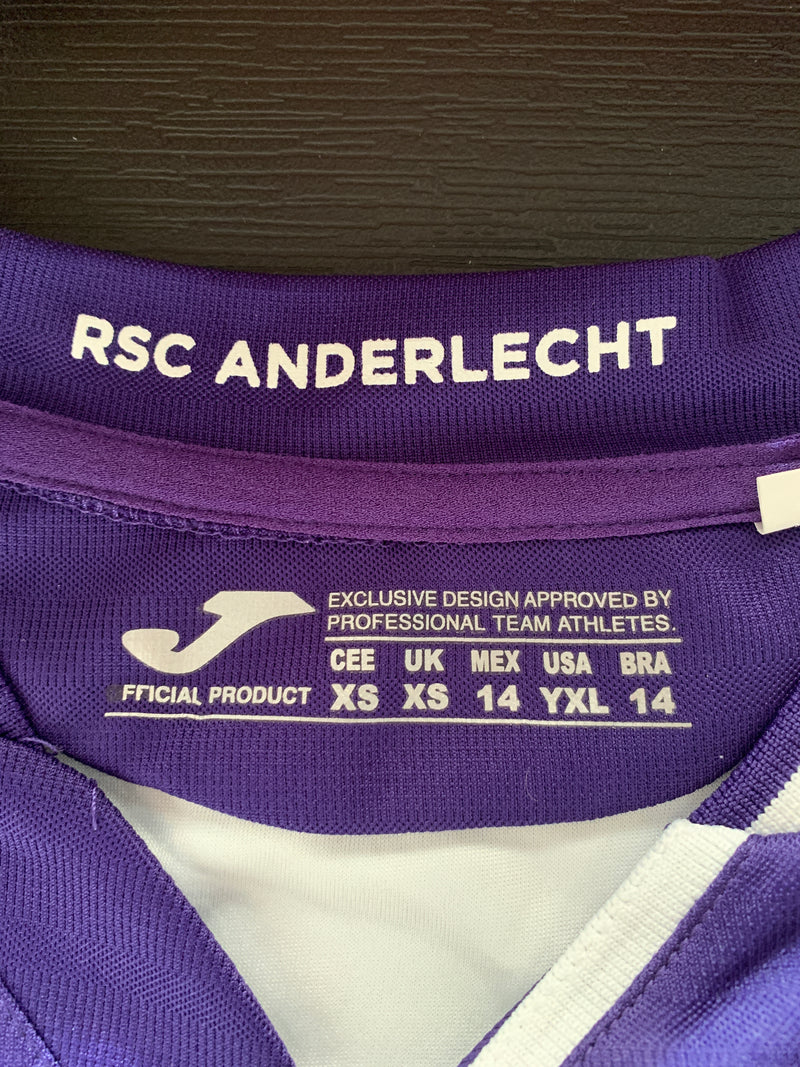 RSC ANDERLECHT
EXCLUSIVE DESIGN APPROVED BY
PROFESSIONAL TEAM ATHLETES.
CEE UK MEX USA BRA
FFICIAL PRODUCT XS XS 14 YXL 14